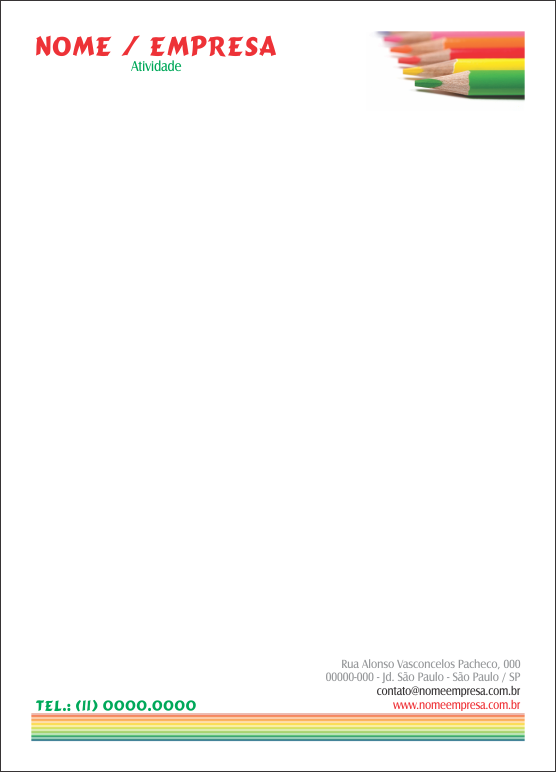 NOME / EMPRESA
Atividade
Rua Alonso Vasconcelos Pacheco, 000
00000-000 - Jd. São Paulo - São Paulo / SP
contato@nomeempresa.com.br
TEL.: (11) 0000.0000
www.nomeempresa.com.br